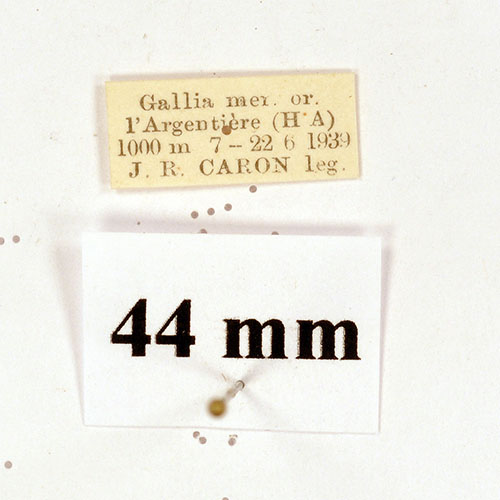 Gallia mer. or.
l'Argentière (H A)
1000 m 7 – 22 6 1939
J. R. CARON leg.
44 mm